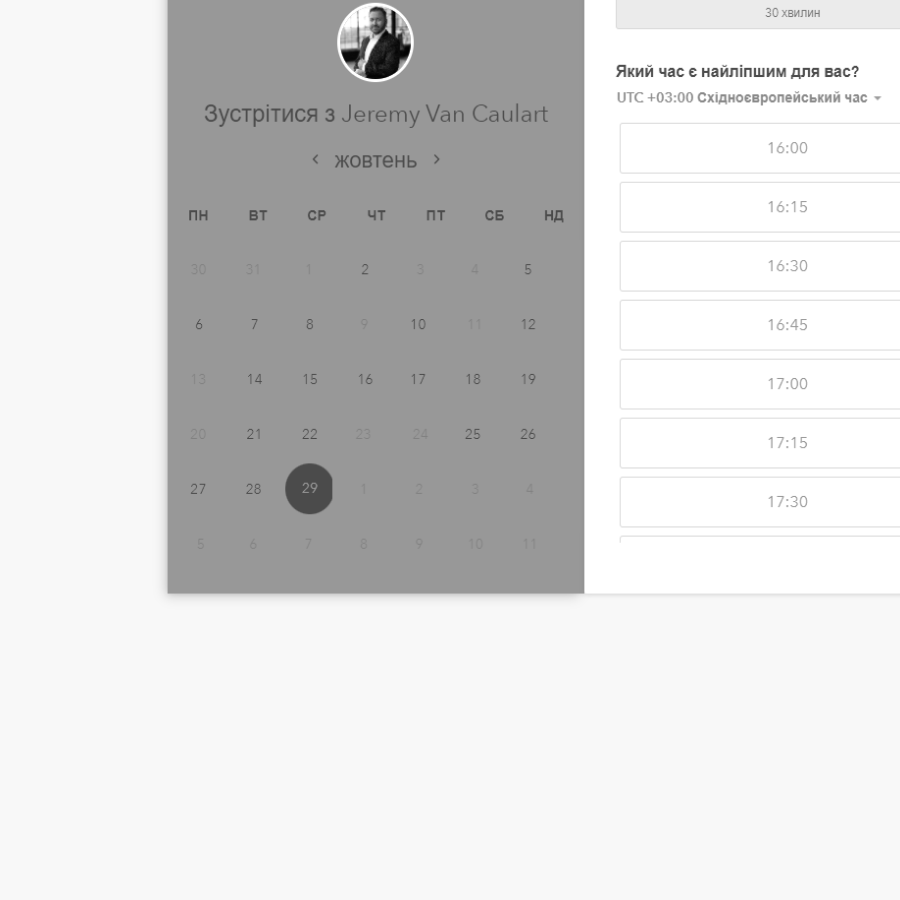 Зустрітися з Jeremy Van Caulart
жовтень
ПН ВТ СР ЧТ ПТ СБ НД
30 31 1 2 3 4 5
6 7 8 9 10 11 12
13 14 15 16 17 18 19
20 21 22 23 24 25 26
27 28 29 1 2 3 4
5 6 7 8 9 10 11
30 хвилин
Який час є найліпшим для вас?
UTC +03:00 Східноєвропейський час
16:00
16:15
16:30
16:45
17:00
17:15
17:30